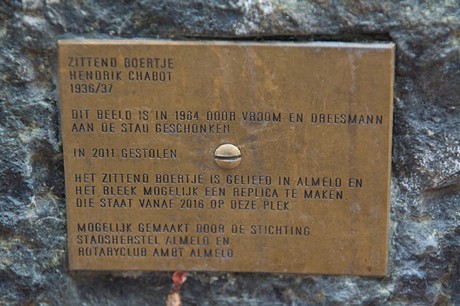 ZITTEND BOERTJE
HENDRIK CHABOT
1936/37
DIT BEELD IS IN 1964 DOOR VROOM EN DREESMANN
AAN DE STAD GESCHONKEN.
IN 2011 GESTOLEN.
HET ZITTEND BOERTJE IS GELIEFD IN ALMELO EN
HET BLEEK MOGELIJK EEN REPLICA TE MAKEN.
DIE STAAT VANAF 2016 OP DEZE PLEK.
MOGELIJK GEMAAKT DOOR DE STICHTING
STADSHERSTEL ALMELO EN
ROTARYCLUB AMBT ALMELO.